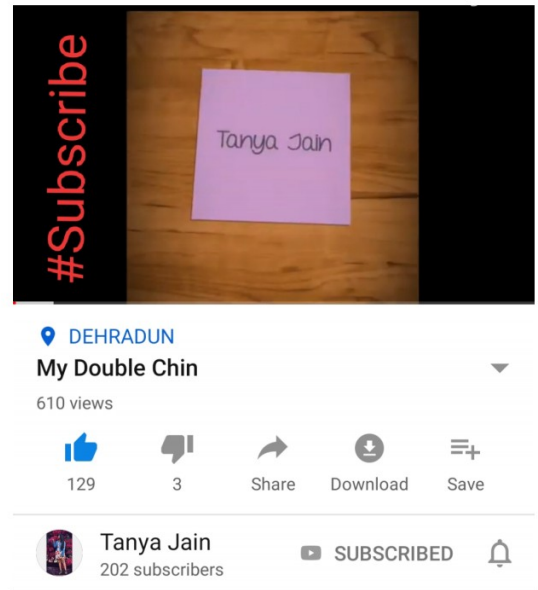 #Subscribe
Tanya Jain
DEHRADUN
My Double Chin
610 views
129
3
Share
Download
Save
Tanya Jain
SUBSCRIBED
202 subscribers